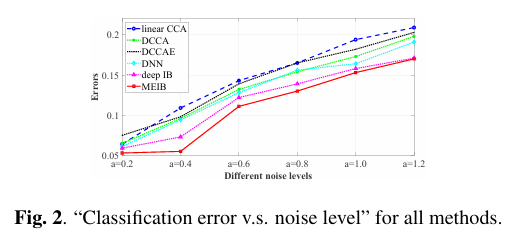 0.2
0.15
0.1
0.05
Errors
linear CCA
DCCA
DCCAE
DNN
deep IB
MEIB
a=0.2 a=0.4 a=0.6 a=0.8 a=1.0 a=1.2
Different noise levels
Fig. 2. “Classification error v.s. noise level” for all methods.